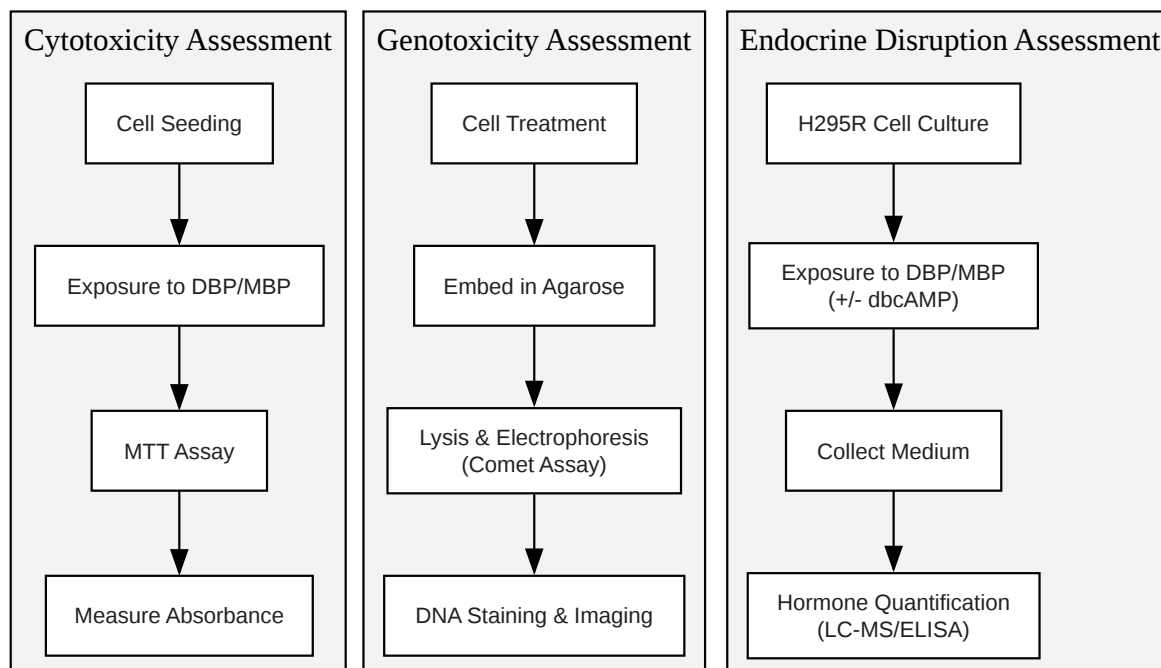 Cytotoxicity Assessment
Cell Seeding
Exposure to DBP/MBP
MTT Assay
Measure Absorbance
Genotoxicity Assessment
Cell Treatment
Embed in Agarose
Lysis & Electrophoresis
(Comet Assay)
DNA Staining & Imaging
Endocrine Disruption Assessment
H295R Cell Culture
Exposure to DBP/MBP
(+/- dbcAMP)
Collect Medium
Hormone Quantification
(LC-MS/ELISA)